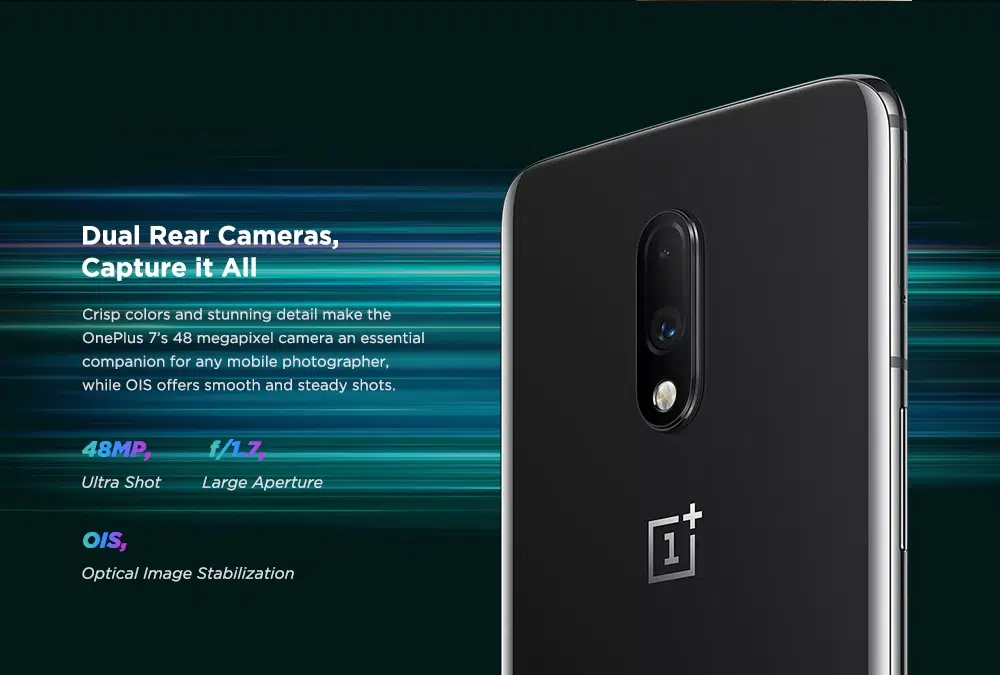 Dual Rear Cameras,
Capture it All
Crisp colors and stunning detail make the
OnePlus 7’s 48 megapixel camera an essential
companion for any mobile photographer,
while OIS offers smooth and steady shots.
48MP, f/1.7,
Ultra Shot Large Aperture
OIS,
Optical Image Stabilization
1+